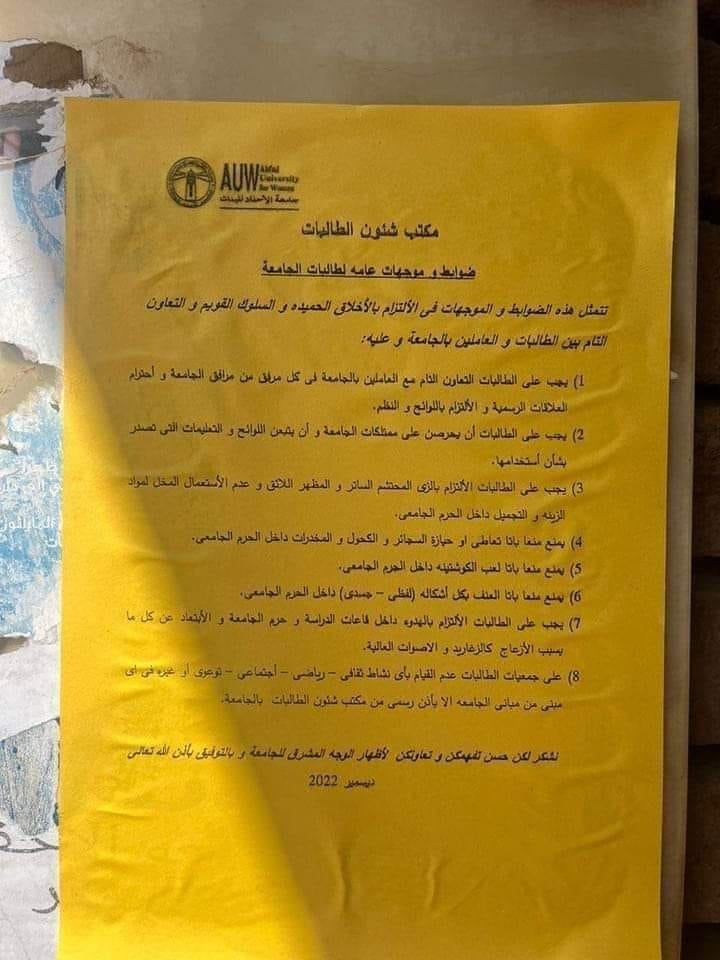 AUW
Ahfad
University
for Women
جامعة الأحفاد للبنات
مكتب شئون الطالبات
ضوابط و موجهات عامه لطالبات الجامعة
تتمثل هذه الضوابط و الموجهات فى الألتزام بالأخلاق الحميده و السلوك القويم و التعاون
التام بين الطالبات و العاملين بالجامعة و عليه:
1) يجب على الطالبات التعاون التام مع العاملين بالجامعة فى كل مرفق من مرافق الجامعة و أحترام
العلاقات الرسمية و الألتزام باللوائح و النظم.
2) يجب على الطالبات أن يحرصن على ممتلكات الجامعة و أن يتبعن اللوائح و التعليمات التى تصدر
بشأن أستخدامها.
3) يجب على الطالبات الألتزام بالزى المحتشم الساتر و المظهر اللائق و عدم الأستعمال المخل لمواد
الزينه و التجميل داخل الحرم الجامعى.
4) يمنع منعا باتا تعاطى او حيازة السجائر و الكحول و المخدرات داخل الحرم الجامعى.
5) يمنع منعا باتا لعب الكوشتينه داخل الحرم الجامعى.
6) يمنع منعا باتا العنف بكل أشكاله (لفظى – جسدى) داخل الحرم الجامعى.
7) يجب على الطالبات الألتزام بالهدوء داخل قاعات الدراسة و حرم الجامعة و الأبتعاد عن كل ما
يسبب الأزعاج كالزغاريد و الاصوات العالية.
8) على جمعيات الطالبات عدم القيام بأى نشاط ثقافى – رياضى – أجتماعى – توعوى أو غيره فى اى
مبنى من مبانى الجامعه الا بأذن رسمى من مكتب شئون الطالبات بالجامعة.
نشكر لكن حسن تفهمكن و تعاونكن لأظهار الوجه المشرق للجامعة و بالتوفيق بأذن الله تعالى
ديسمبر 2022